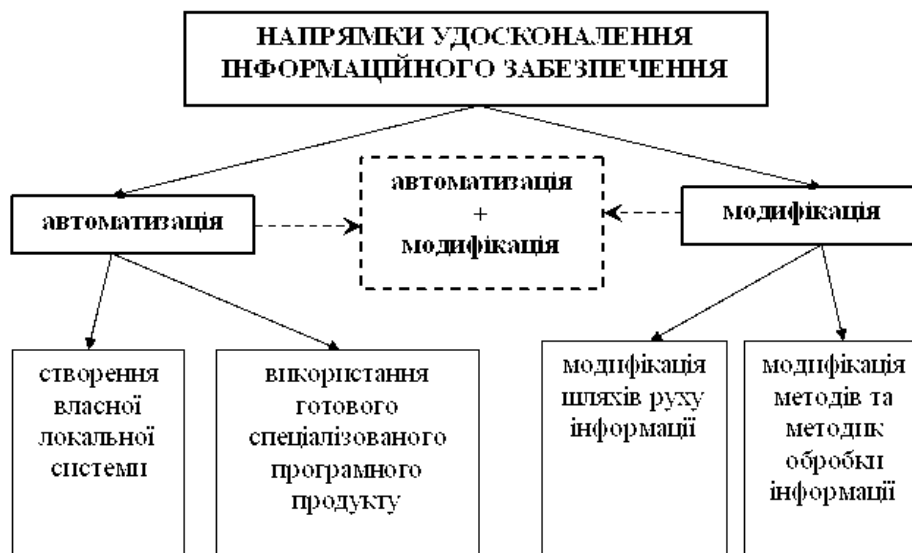 НАПРЯМКИ УДОСКОНАЛЕННЯ
ІНФОРМАЦІЙНОГО ЗАБЕЗПЕЧЕННЯ
автоматизація
+
модифікація
автоматизація
модифікація
створення
власної
локальної
системи
використання
готового
спеціалізованого
програмного
продукту
модифікація
шляхів руху
інформації
модифікація
методів та
методик
обробки
інформації